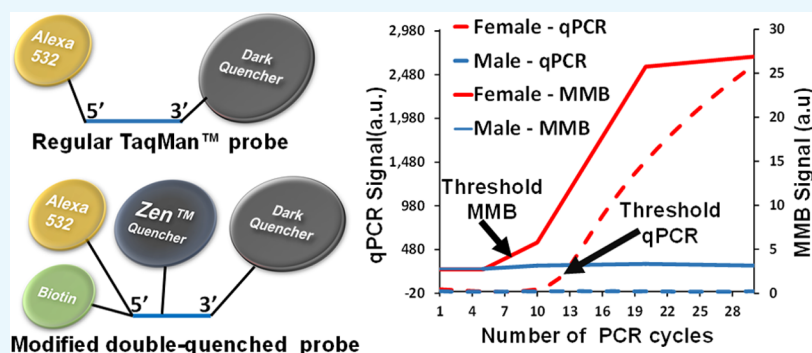 Alexa
532
Dark
Quencher
5’
3’
Regular TaqMan™ probe
Alexa
532
Zen™
Quencher
Dark
Quencher
Biotin
5’
3’
Modified double-quenched probe
qPCR Signal(a.u.)
2,980
2,480
1,980
1,480
980
480
-20
Female - qPCR
Male - qPCR
Female - MMB
Male - MMB
Threshold
MMB
Threshold
qPCR
30
25
20
15
10
5
0
MMB Signal (a.u)
1 4 7 10 13 16 19 22 25 28
Number of PCR cycles